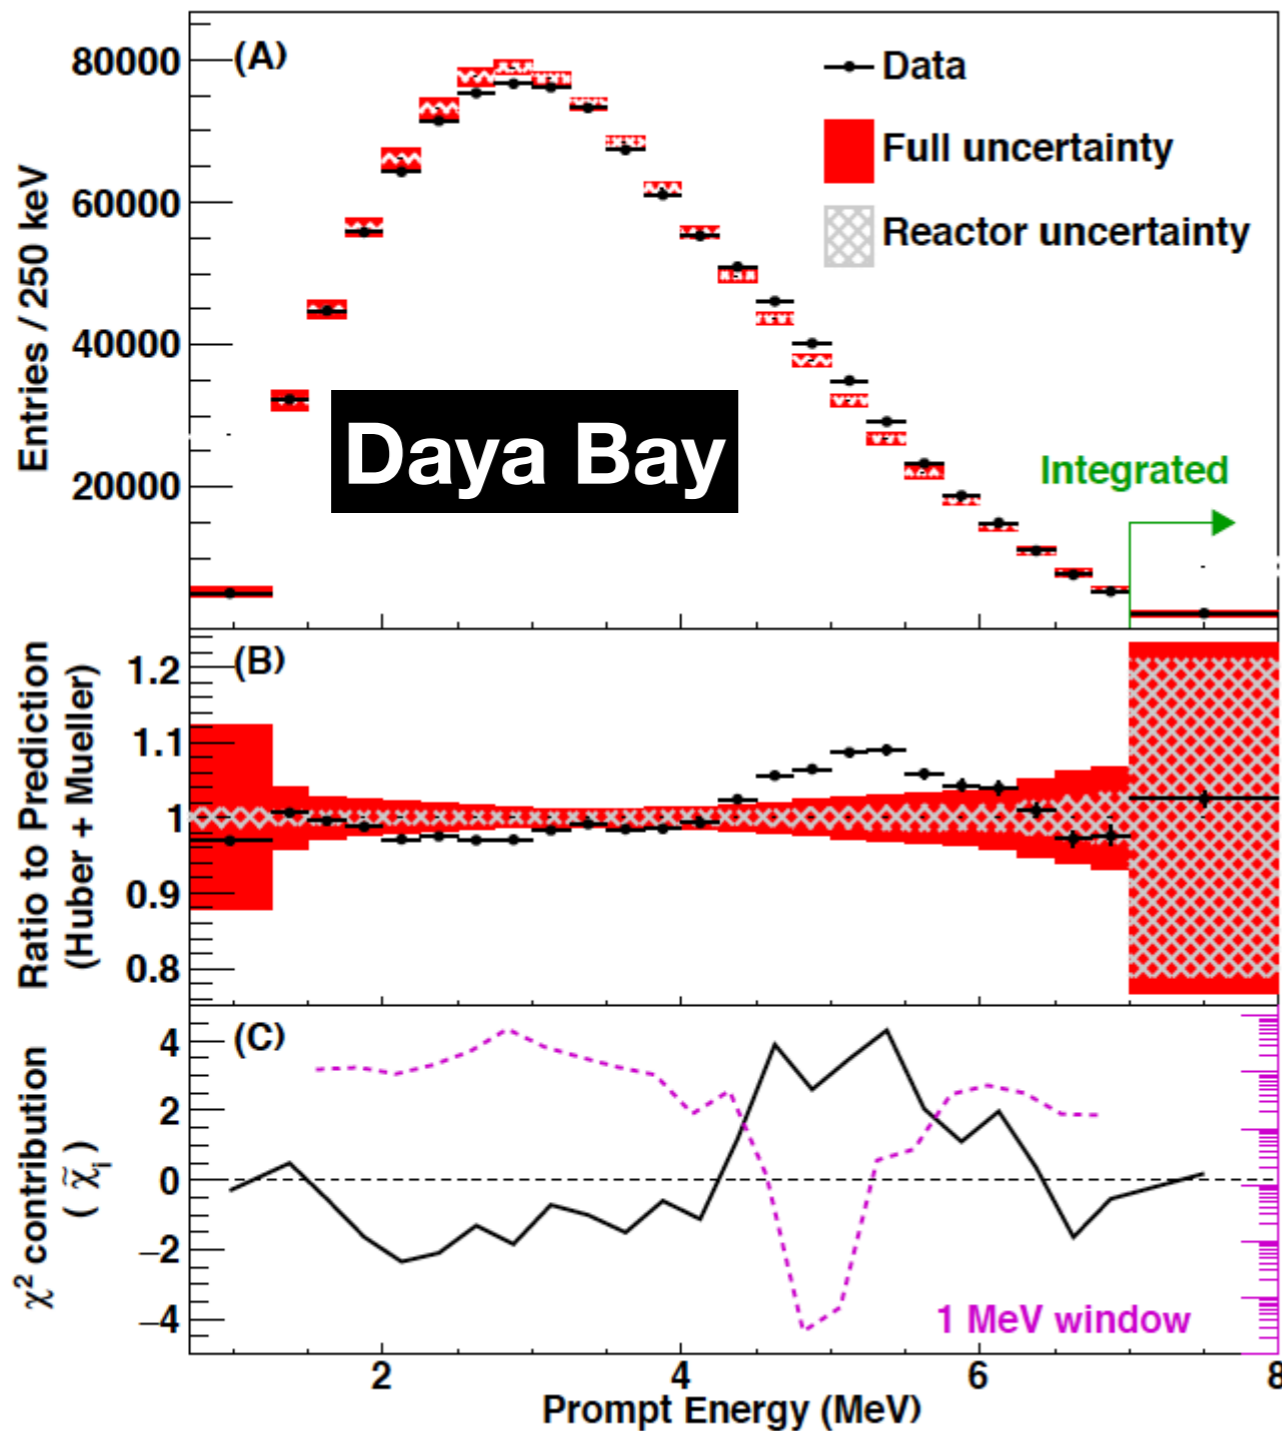 (A)
Data
Full uncertainty
Reactor uncertainty
80000
60000
40000
20000
Entries / 250 keV
Daya Bay
Integrated
(B)
1.2
1.1
1
0.9
0.8
Ratio to Prediction
(Huber + Mueller)
(C)
4
2
0
−2
−4
χ² contribution
( χ̃ᵢ )
1 MeV window
2 4 6 8
Prompt Energy (MeV)